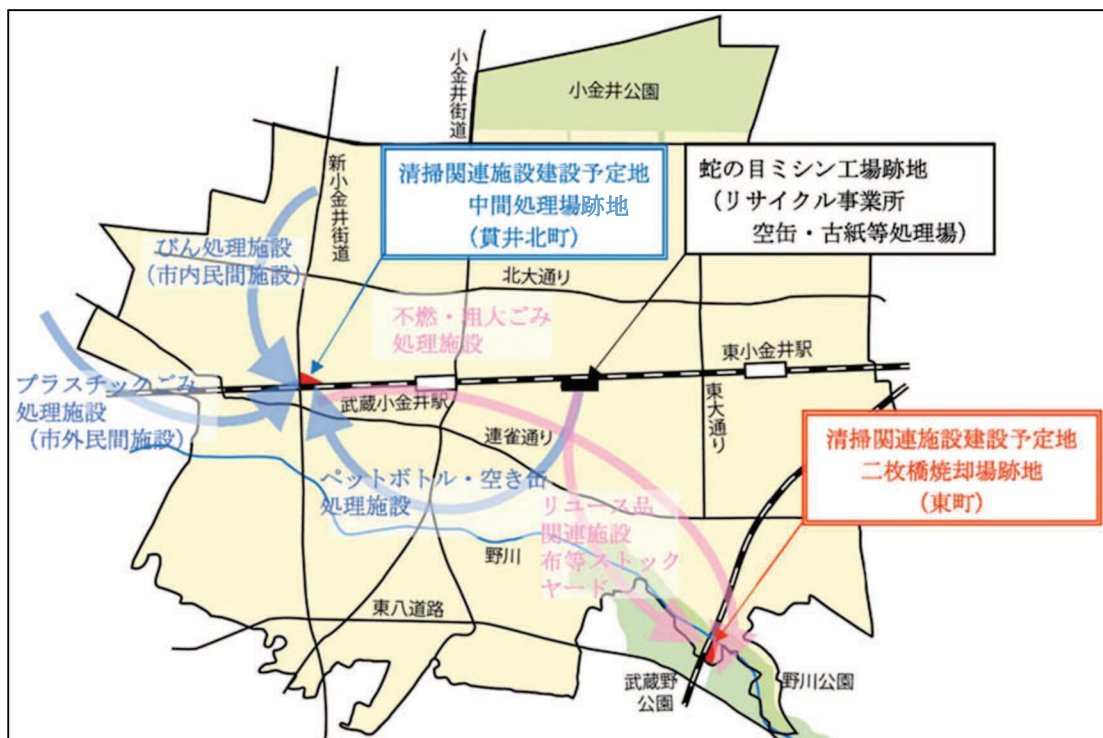 小金井公園
小金井街道
新小金井街道
清掃関連施設建設予定地
中間処理場跡地
（貫井北町）
蛇の目ミシン工場跡地
（リサイクル事業所
空缶・古紙等処理場）
びん処理施設
（市内民間施設）
北大通り
不燃・粗大ごみ
処理施設
東小金井駅
プラスチックごみ
処理施設
（市外民間施設）
武蔵小金井駅
連雀通り
東大通り
清掃関連施設建設予定地
二枚橋焼却場跡地
（東町）
ペットボトル・空き缶
処理施設
リユース品
関連施設
布等ストック
ヤード
野川
東八道路
武蔵野
公園
野川公園